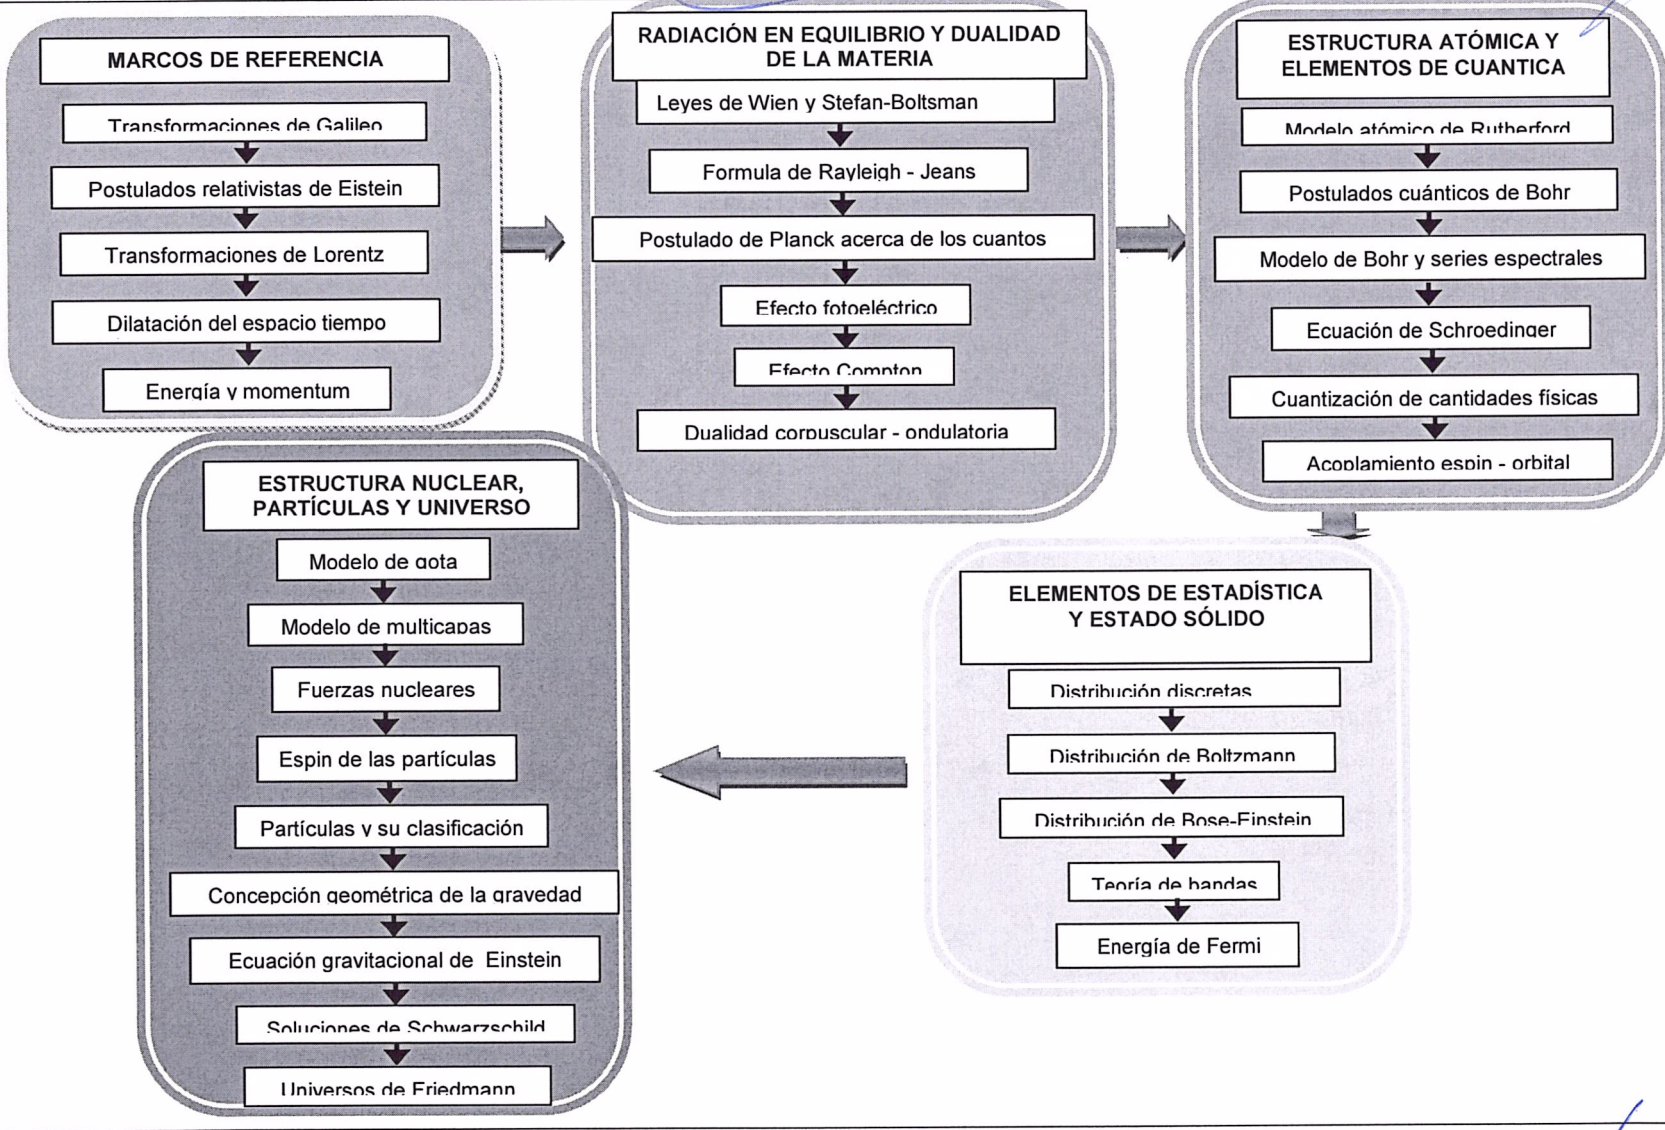 MARCOS DE REFERENCIA
Transformaciones de Galileo
Postulados relativistas de Eistein
Transformaciones de Lorentz
Dilatación del espacio tiempo
Energía y momentum
RADIACIÓN EN EQUILIBRIO Y DUALIDAD
DE LA MATERIA
Leyes de Wien y Stefan-Boltsman
Formula de Rayleigh - Jeans
Postulado de Planck acerca de los cuantos
Efecto fotoeléctrico
Efecto Compton
Dualidad corpuscular - ondulatoria
ESTRUCTURA ATÓMICA Y
ELEMENTOS DE CUANTICA
Modelo atómico de Rutherford
Postulados cuánticos de Bohr
Modelo de Bohr y series espectrales
Ecuación de Schroedinger
Cuantización de cantidades físicas
Acoplamiento espin - orbital
ELEMENTOS DE ESTADÍSTICA
Y ESTADO SÓLIDO
Distribución discretas
Distribución de Boltzmann
Distribución de Bose-Einstein
Teoría de bandas
Energía de Fermi
ESTRUCTURA NUCLEAR,
PARTÍCULAS Y UNIVERSO
Modelo de gota
Modelo de multicapas
Fuerzas nucleares
Espin de las partículas
Partículas y su clasificación
Concepción geométrica de la gravedad
Ecuación gravitacional de Einstein
Soluciones de Schwarzschild
Universos de Friedmann